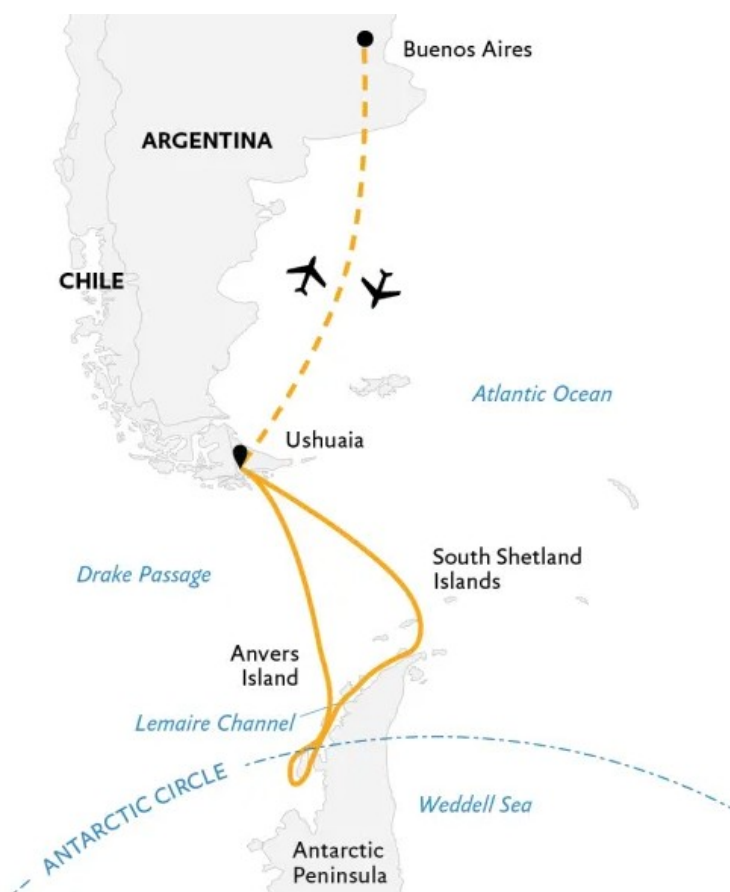 Buenos Aires
ARGENTINA
CHILE
Atlantic Ocean
Ushuaia
South Shetland
Islands
Drake Passage
Anvers
Island
Lemaire Channel
ANTARCTIC CIRCLE
Weddell Sea
Antarctic
Peninsula